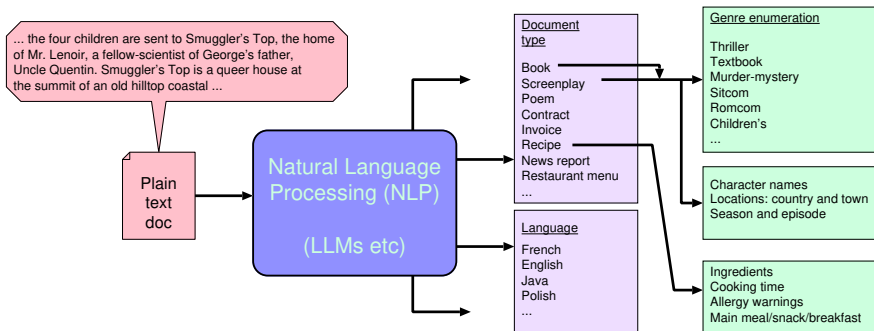 ... the four children are sent to Smuggler's Top, the home
of Mr. Lenoir, a fellow-scientist of George's father,
Uncle Quentin. Smuggler's Top is a queer house at
the summit of an old hilltop coastal ...
Plain
text
doc
Natural Language
Processing (NLP)
(LLMs etc)
Document
type
Book
Screenplay
Poem
Contract
Invoice
Recipe
News report
Restaurant menu
...
Language
French
English
Java
Polish
...
Genre enumeration
Thriller
Textbook
Murder-mystery
Sitcom
Romcom
Children's
...
Character names
Locations: country and town
Season and episode
Ingredients
Cooking time
Allergy warnings
Main meal/snack/breakfast